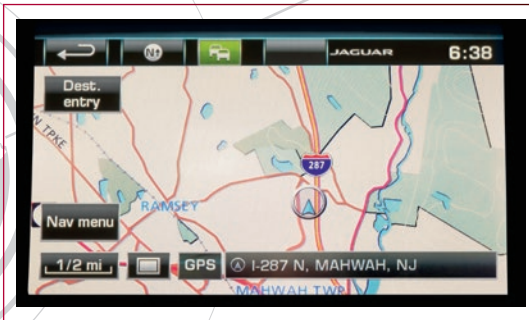 N
JAGUAR
6:38
Dest.
entry
N TPKE
287
RAMSEY
Nav menu
1/2 mi
GPS
I-287 N, MAHWAH, NJ
MAHWAH TWP